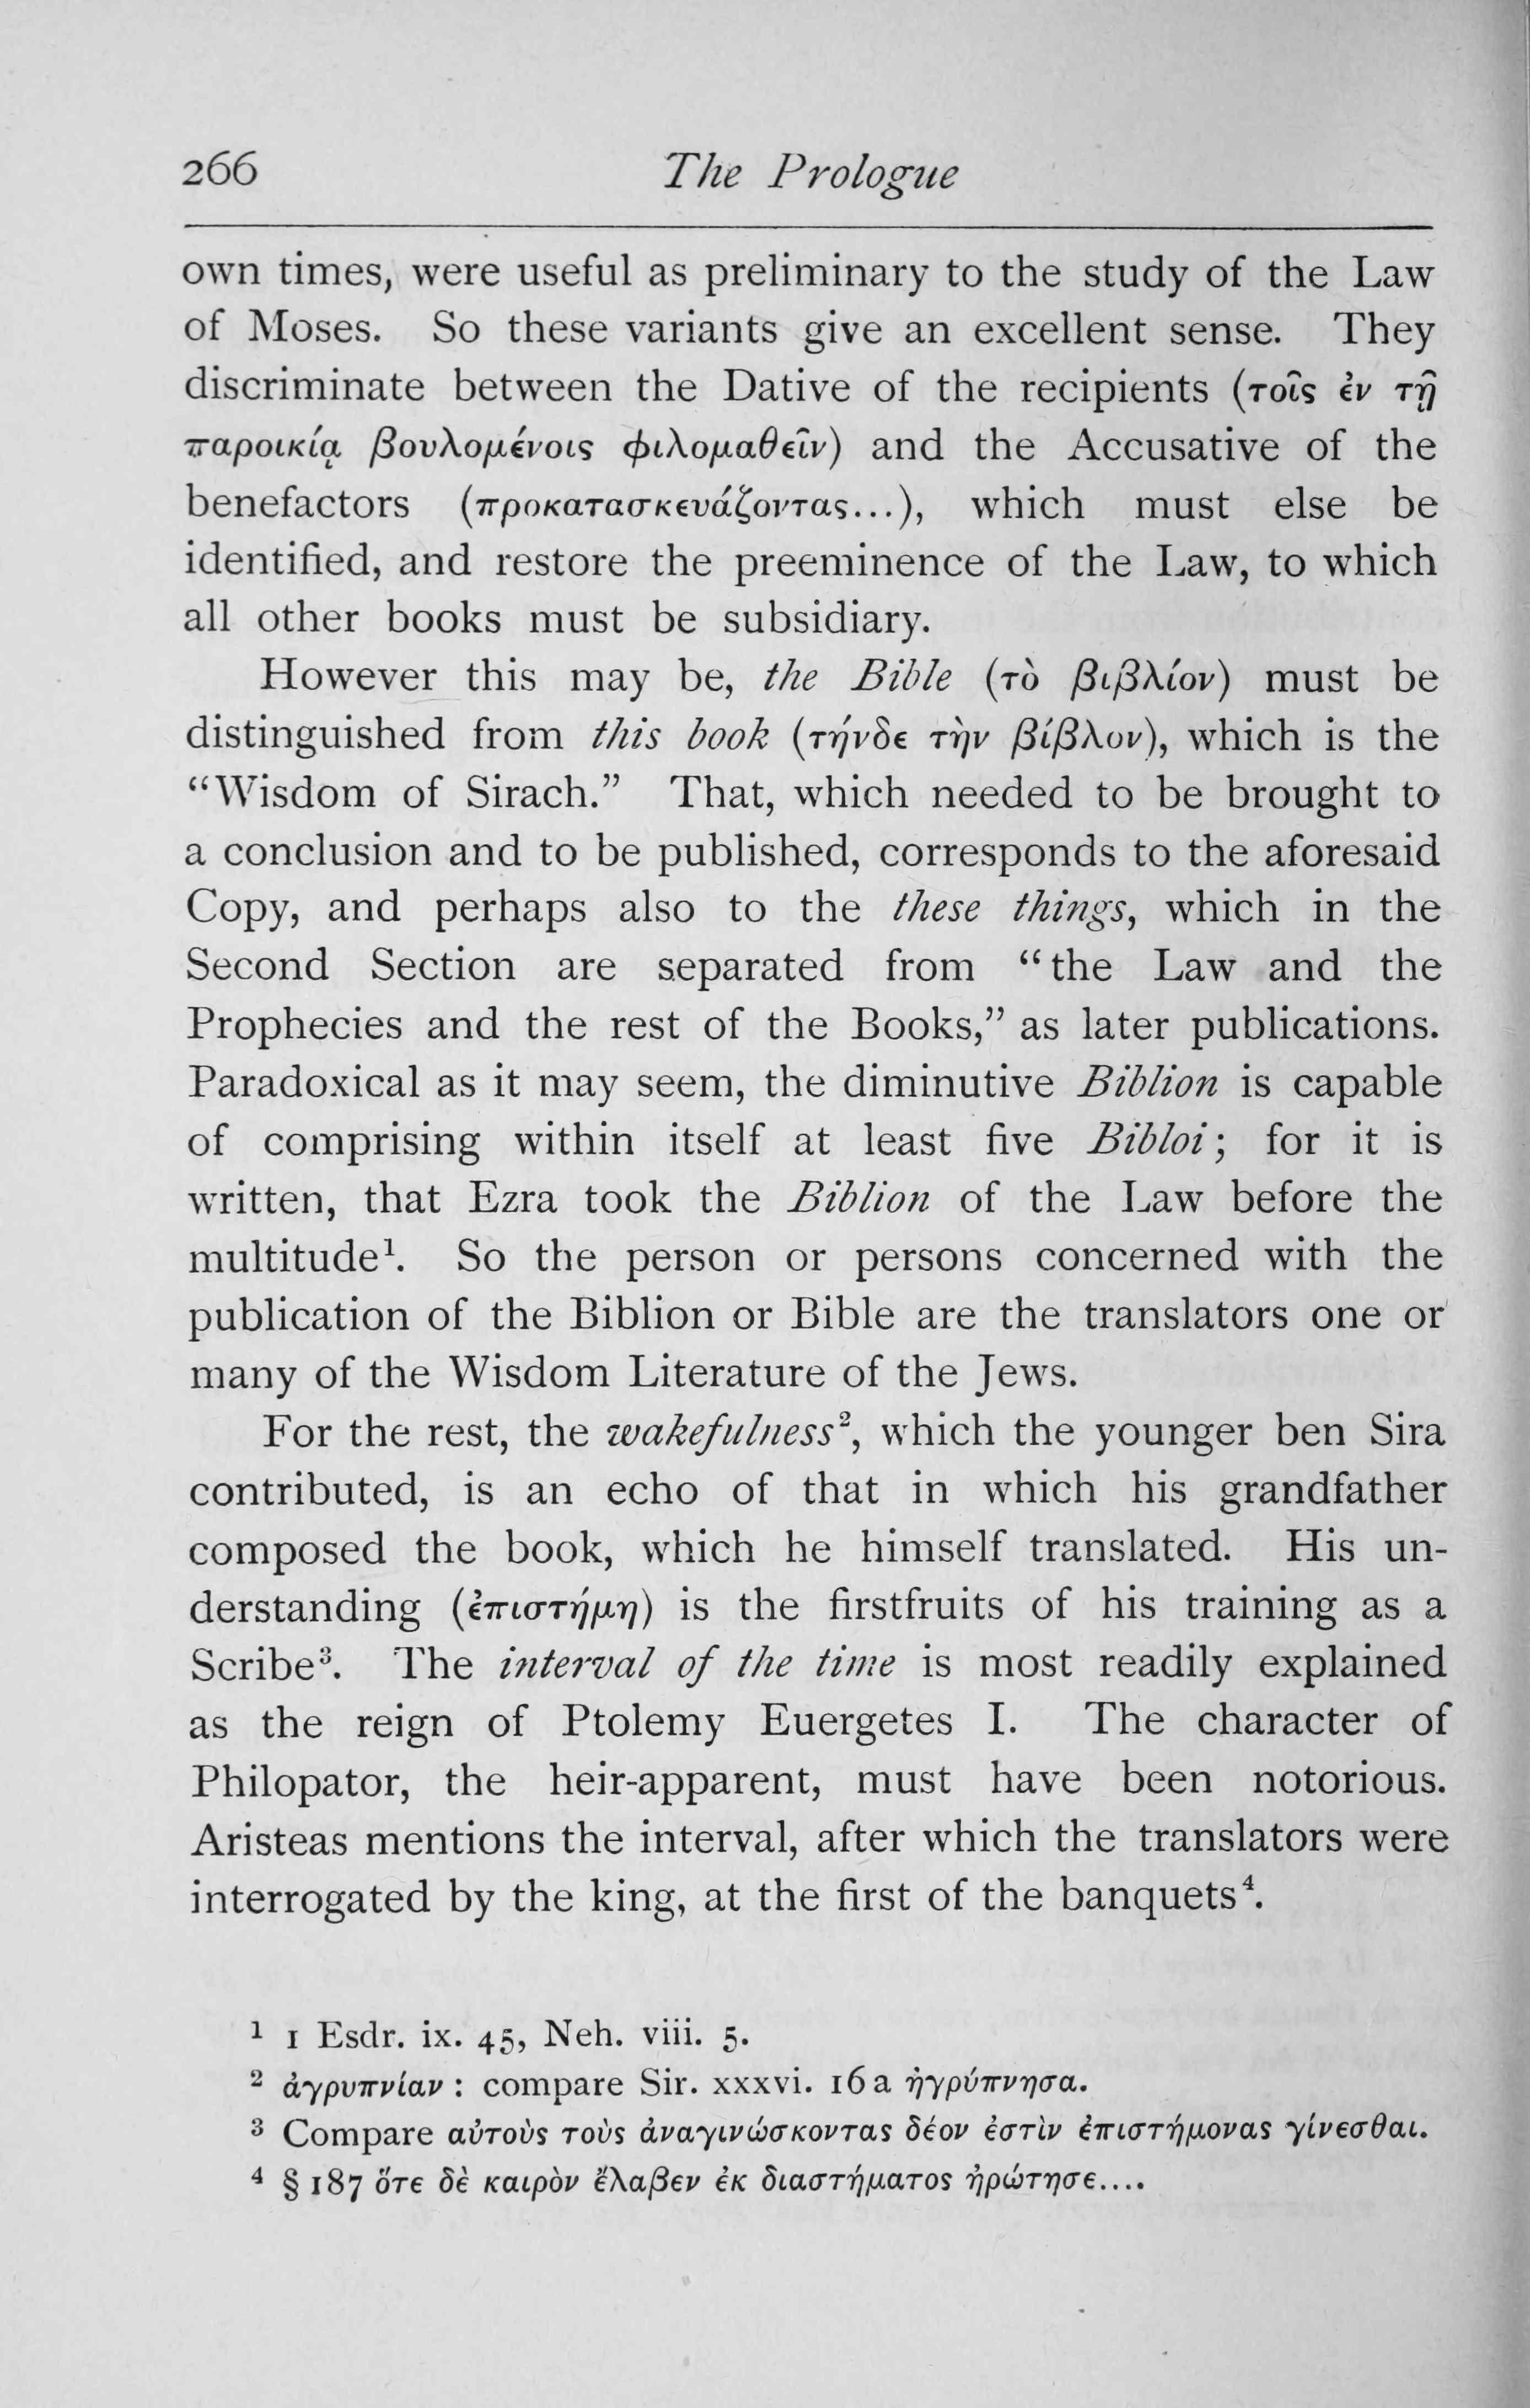 266 The Prologue
own times, were useful as preliminary to the study of the Law
of Moses. So these variants give an excellent sense. They
discriminate between the Dative of the recipients (τοῖς ἐν τῇ
παροικίᾳ βουλομένοις φιλομαθεῖν) and the Accusative of the
benefactors (προκατασκευάζοντας...), which must else be
identified, and restore the preeminence of the Law, to which
all other books must be subsidiary.
However this may be, the Bible (τὸ βιβλίον) must be
distinguished from this book (τήνδε τὴν βίβλον), which is the
“Wisdom of Sirach.” That, which needed to be brought to
a conclusion and to be published, corresponds to the aforesaid
Copy, and perhaps also to the these things, which in the
Second Section are separated from “the Law and the
Prophecies and the rest of the Books,” as later publications.
Paradoxical as it may seem, the diminutive Biblion is capable
of comprising within itself at least five Bibloi; for it is
written, that Ezra took the Biblion of the Law before the
multitude¹. So the person or persons concerned with the
publication of the Biblion or Bible are the translators one or
many of the Wisdom Literature of the Jews.
For the rest, the wakefulness², which the younger ben Sira
contributed, is an echo of that in which his grandfather
composed the book, which he himself translated. His un-
derstanding (ἐπιστήμη) is the firstfruits of his training as a
Scribe³. The interval of the time is most readily explained
as the reign of Ptolemy Euergetes I. The character of
Philopator, the heir-apparent, must have been notorious.
Aristeas mentions the interval, after which the translators were
interrogated by the king, at the first of the banquets⁴.
¹ 1 Esdr. ix. 45, Neh. viii. 5.
² ἀγρυπνίαν : compare Sir. xxxvi. 16 a ἠγρύπνησα.
³ Compare αὐτοὺς τοὺς ἀναγινώσκοντας δέον ἐστὶν ἐπιστήμονας γίνεσθαι.
⁴ § 187 ὅτε δὲ καιρὸν ἔλαβεν ἐκ διαστήματος ἠρώτησε....